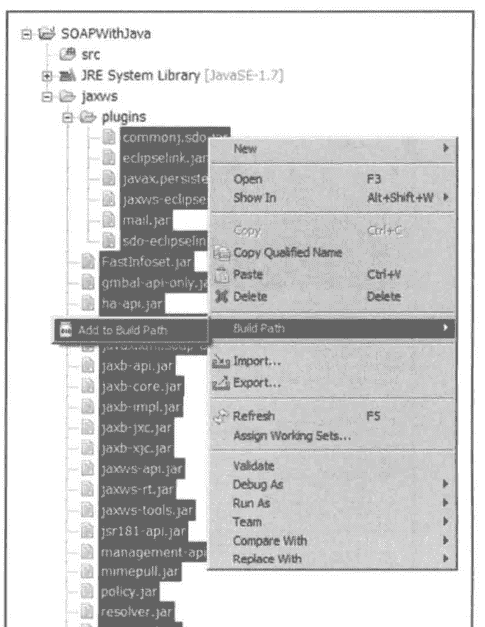 SOAPWithJava
src
JRE System Library [JavaSE-1.7]
jaxws
plugins
commonj.sdo.jar
eclipselink.jar
javax.persiste
jaxws-eclipse
mail.jar
sdo-eclipselin
FastInfoset.jar
gmbal-api-only.ja
ha-api.jar
jaxb-api.jar
jaxb-core.jar
jaxb-impl.jar
jaxb-jxc.jar
jaxb-xjc.jar
jaxws-api.jar
jaxws-rt.jar
jaxws-tools.jar
jsr181-api.jar
management-api
mimepull.jar
policy.jar
resolver.jar
New
Open F3
Show In Alt+Shift+W
Copy Ctrl+C
Copy Qualified Name
Paste Ctrl+V
Delete Delete
Build Path
Add to Build Path
Import...
Export...
Refresh F5
Assign Working Sets...
Validate
Debug As
Run As
Team
Compare With
Replace With